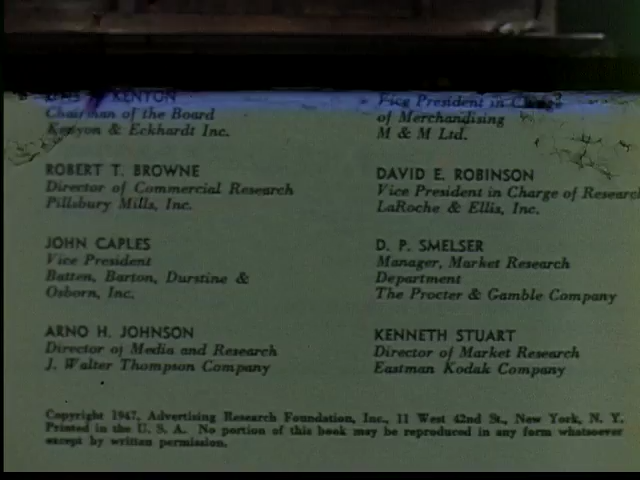 KENYON
Chairman of the Board
Kenyon & Eckhardt Inc.
ROBERT T. BROWNE
Director of Commercial Research
Pillsbury Mills, Inc.
JOHN CAPLES
Vice President
Batten, Barton, Durstine &
Osborn, Inc.
ARNO H. JOHNSON
Director of Media and Research
J. Walter Thompson Company
Vice President in Charge
of Merchandising
M & M Ltd.
DAVID E. ROBINSON
Vice President in Charge of Research
LaRoche & Ellis, Inc.
D. P. SMELSER
Manager, Market Research
Department
The Procter & Gamble Company
KENNETH STUART
Director of Market Research
Eastman Kodak Company
Copyright 1947, Advertising Research Foundation, Inc., 11 West 42nd St., New York, N. Y.
Printed in the U. S. A. No portion of this book may be reproduced in any form whatsoever
except by written permission.